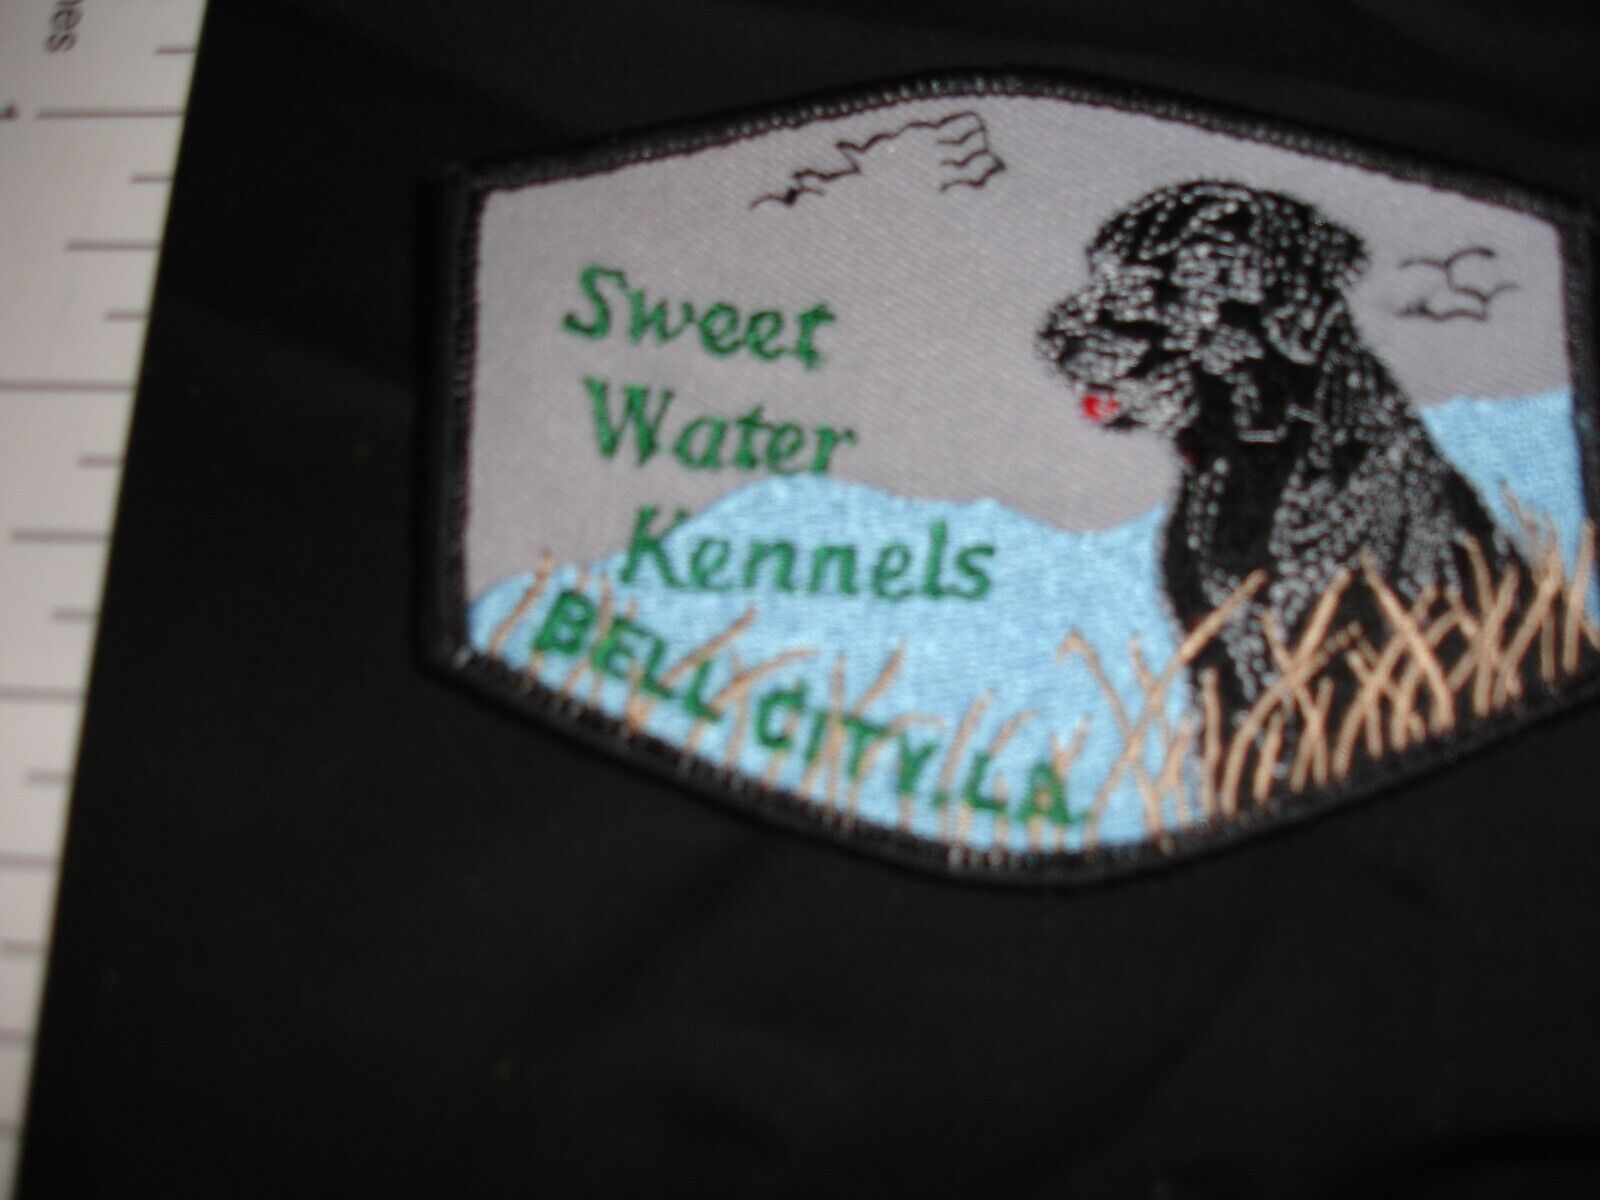 Sweet
Water
Kennels
BELL CITY, LA.